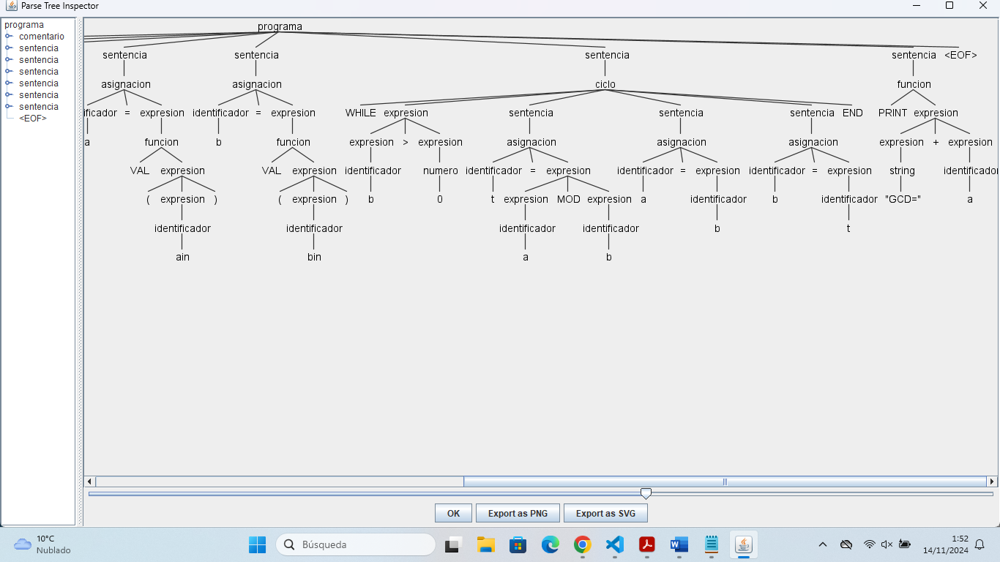 Parse Tree Inspector
programa
comentario
sentencia
sentencia
sentencia
sentencia
sentencia
sentencia
<EOF>
programa
sentencia sentencia sentencia sentencia <EOF>
asignacion asignacion ciclo funcion
ificador = expresion identificador = expresion WHILE expresion sentencia sentencia sentencia END PRINT expresion
a funcion b funcion expresion > expresion asignacion asignacion asignacion expresion + expresion
VAL expresion VAL expresion identificador numero identificador = expresion identificador = expresion identificador = expresion string identificado
( expresion ) ( expresion ) b 0 t expresion MOD expresion a identificador b identificador "GCD=" a
identificador identificador identificador identificador b t
ain bin a b
OK Export as PNG Export as SVG
10°C
Nublado
Búsqueda
1:52
14/11/2024